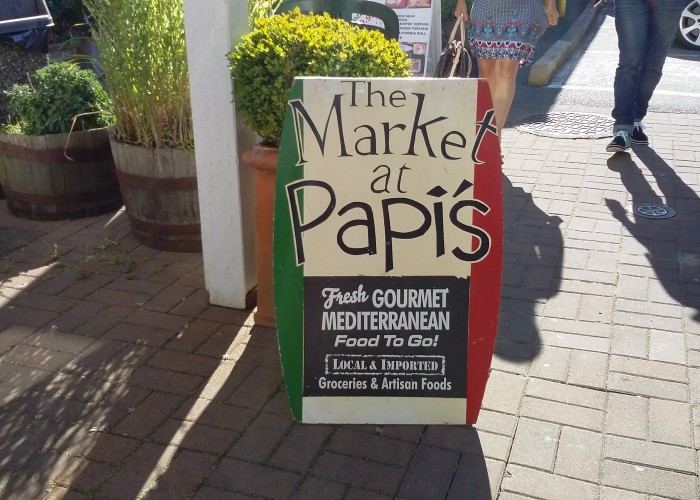 The
Market
at
Papi's
Fresh GOURMET
MEDITERRANEAN
Food To Go!
LOCAL & IMPORTED
Groceries & Artisan Foods